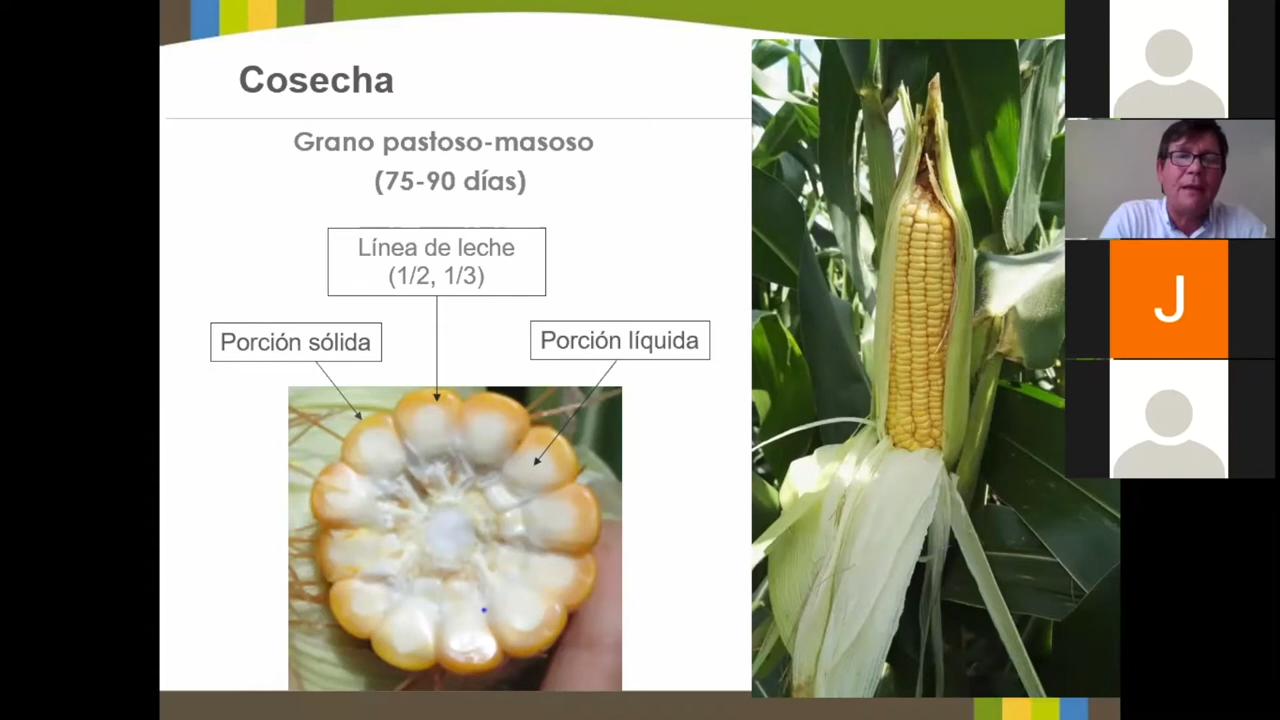 Cosecha
Grano pastoso-masoso
(75-90 días)
Línea de leche
(1/2, 1/3)
Porción sólida
Porción líquida
J